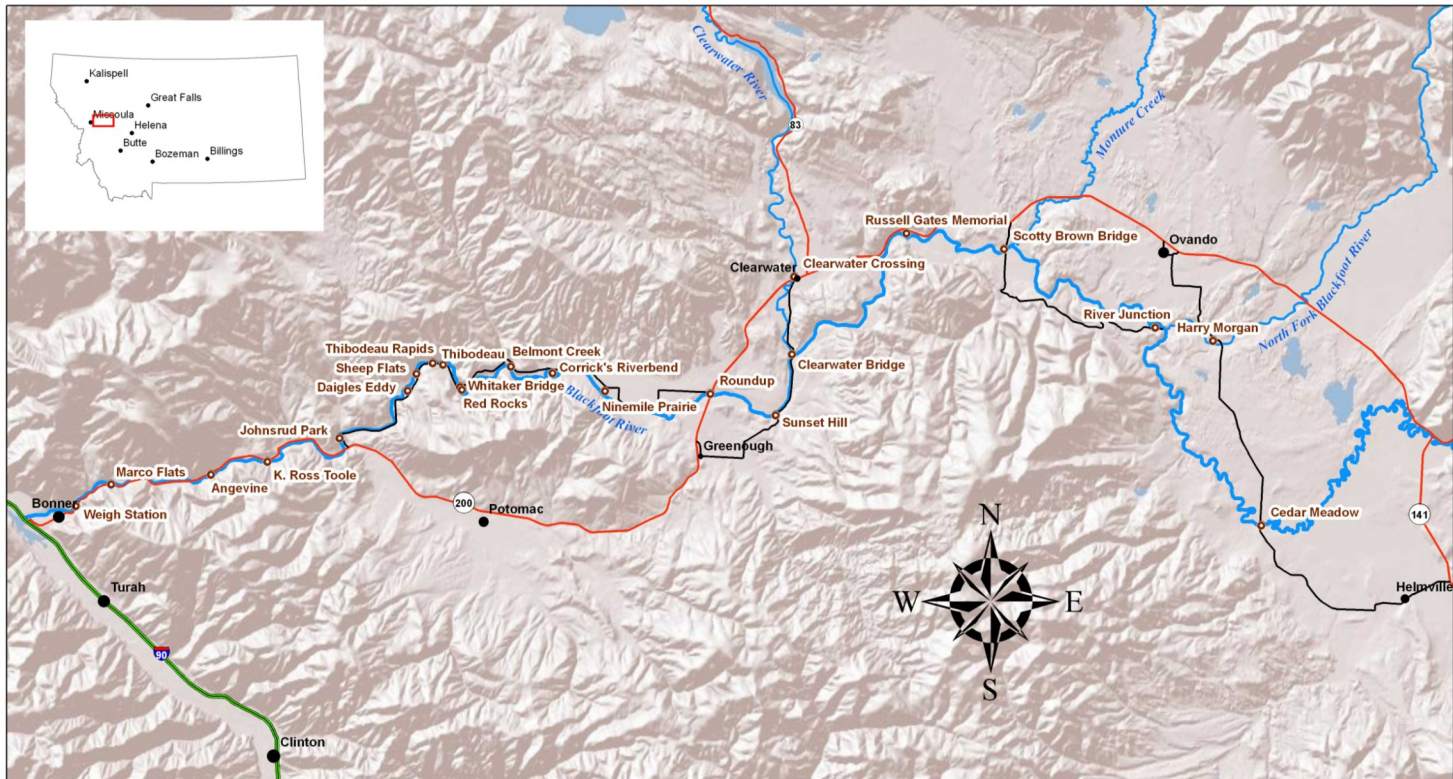 Kalispell
Great Falls
Missoula
Helena
Butte
Bozeman
Billings
Clearwater River
83
Monture Creek
North Fork Blackfoot River
Russell Gates Memorial
Scotty Brown Bridge
Ovando
Clearwater
Clearwater Crossing
River Junction
Harry Morgan
Clearwater Bridge
Thibodeau Rapids
Thibodeau
Belmont Creek
Sheep Flats
Corrick's Riverbend
Daigles Eddy
Whitaker Bridge
Red Rocks
Blackfoot River
Ninemile Prairie
Roundup
Sunset Hill
Johnsrud Park
Greenough
Marco Flats
Angevine
K. Ross Toole
Bonner
Weigh Station
200
Potomac
Cedar Meadow
141
N
W
E
S
Turah
Helmville
90
Clinton